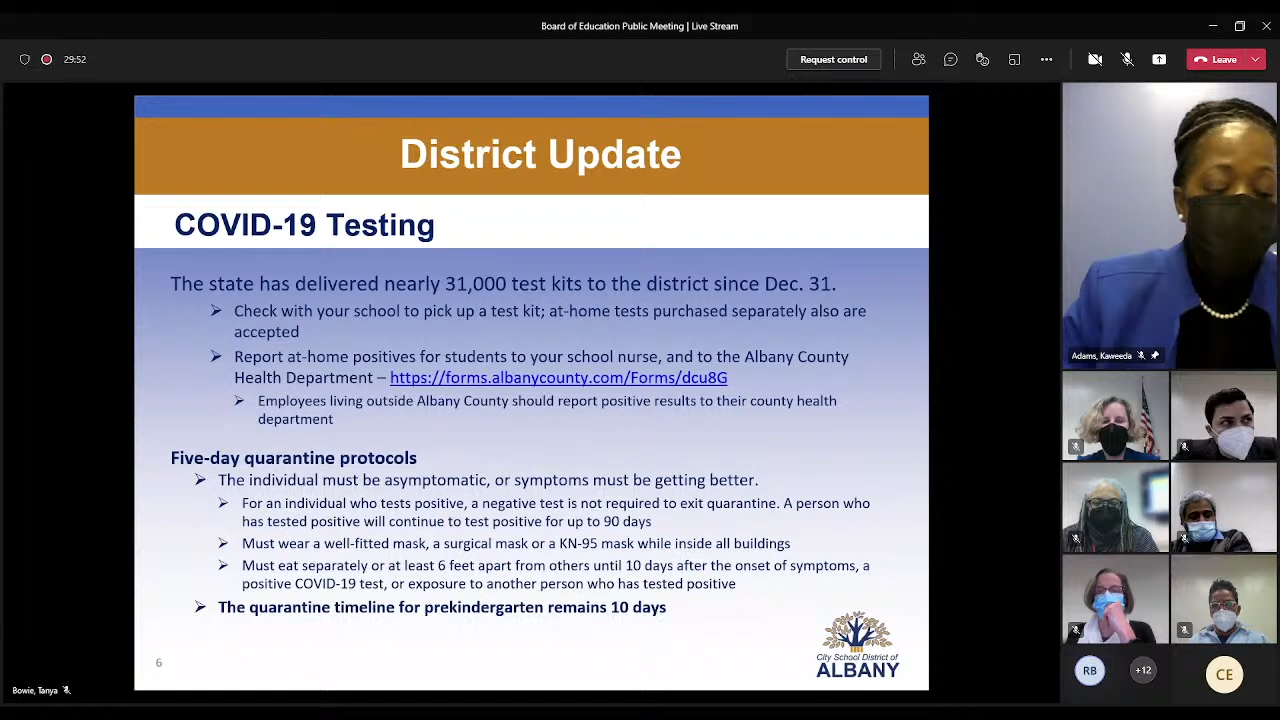 Board of Education Public Meeting | Live Stream
29:52
Request control
Leave
District Update
COVID-19 Testing
The state has delivered nearly 31,000 test kits to the district since Dec. 31.
Check with your school to pick up a test kit; at-home tests purchased separately also are
accepted
Report at-home positives for students to your school nurse, and to the Albany County
Health Department – https://forms.albanycounty.com/Forms/dcu8G
Employees living outside Albany County should report positive results to their county health
department
Five-day quarantine protocols
The individual must be asymptomatic, or symptoms must be getting better.
For an individual who tests positive, a negative test is not required to exit quarantine. A person who
has tested positive will continue to test positive for up to 90 days
Must wear a well-fitted mask, a surgical mask or a KN-95 mask while inside all buildings
Must eat separately or at least 6 feet apart from others until 10 days after the onset of symptoms, a
positive COVID-19 test, or exposure to another person who has tested positive
The quarantine timeline for prekindergarten remains 10 days
6
City School District of
ALBANY
Bowie, Tanya
Adams, Kaweeda
RB
+12
CE